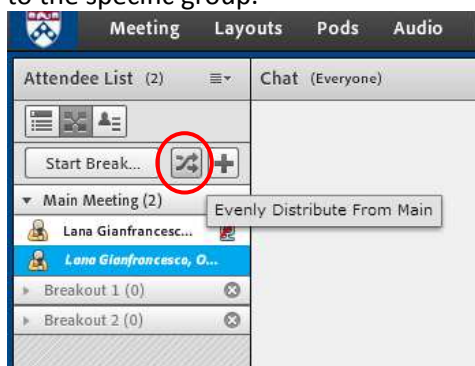 to the specific group.
Meeting Layouts Pods Audio
Attendee List (2) Chat (Everyone)
Start Break...
Main Meeting (2)
Evenly Distribute From Main
Lana Gianfrancesc...
Lana Gianfrancesco, O...
Breakout 1 (0)
Breakout 2 (0)